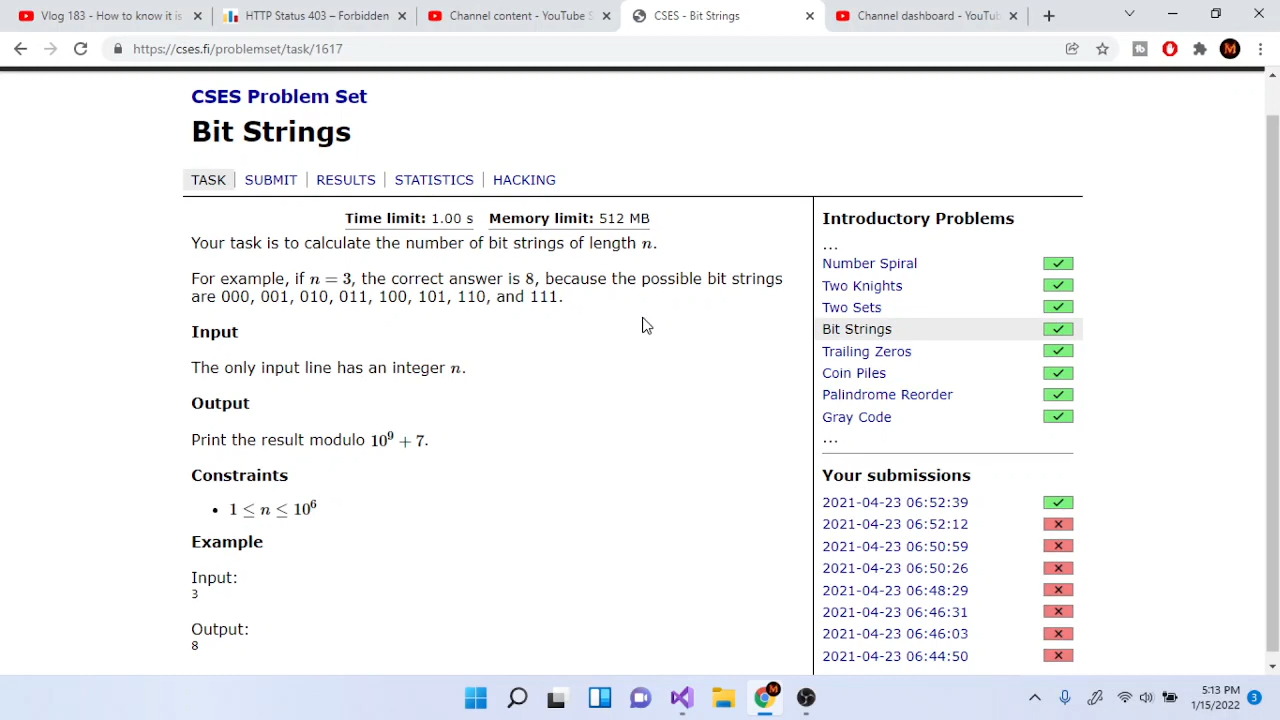 Vlog 183 - How to know it is
HTTP Status 403 – Forbidden
Channel content - YouTube S
CSES - Bit Strings
Channel dashboard - YouTub
https://cses.fi/problemset/task/1617
M
CSES Problem Set
Bit Strings
TASK SUBMIT RESULTS STATISTICS HACKING
Time limit: 1.00 s Memory limit: 512 MB
Your task is to calculate the number of bit strings of length n.
For example, if n = 3, the correct answer is 8, because the possible bit strings
are 000, 001, 010, 011, 100, 101, 110, and 111.
Input
The only input line has an integer n.
Output
Print the result modulo 10⁹ + 7.
Constraints
• 1 ≤ n ≤ 10⁶
Example
Input:
3
Output:
8
Introductory Problems
...
Number Spiral
Two Knights
Two Sets
Bit Strings
Trailing Zeros
Coin Piles
Palindrome Reorder
Gray Code
...
Your submissions
2021-04-23 06:52:39
2021-04-23 06:52:12
2021-04-23 06:50:59
2021-04-23 06:50:26
2021-04-23 06:48:29
2021-04-23 06:46:31
2021-04-23 06:46:03
2021-04-23 06:44:50
M
5:13 PM
1/15/2022
3